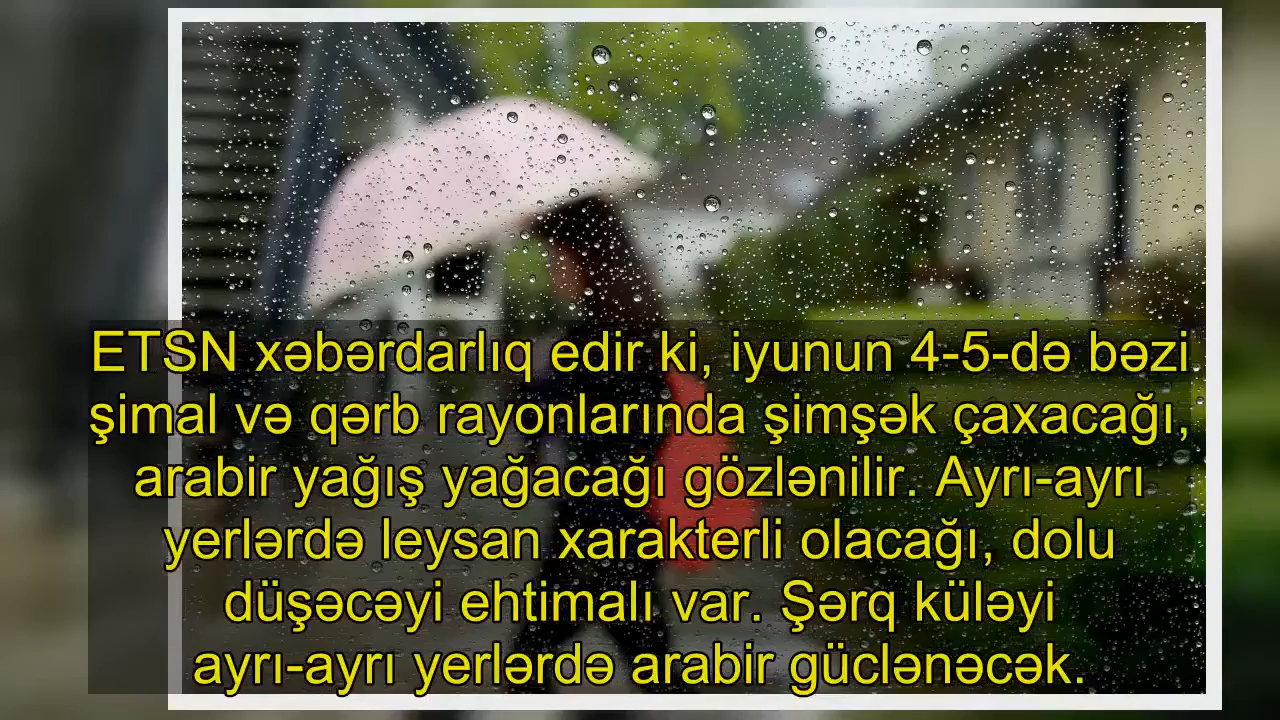 ETSN xəbərdarlıq edir ki, iyunun 4-5-də bəzi
şimal və qərb rayonlarında şimşək çaxacağı,
arabir yağış yağacağı gözlənilir. Ayrı-ayrı
yerlərdə leysan xarakterli olacağı, dolu
düşəcəyi ehtimalı var. Şərq küləyi
ayrı-ayrı yerlərdə arabir güclənəcək.